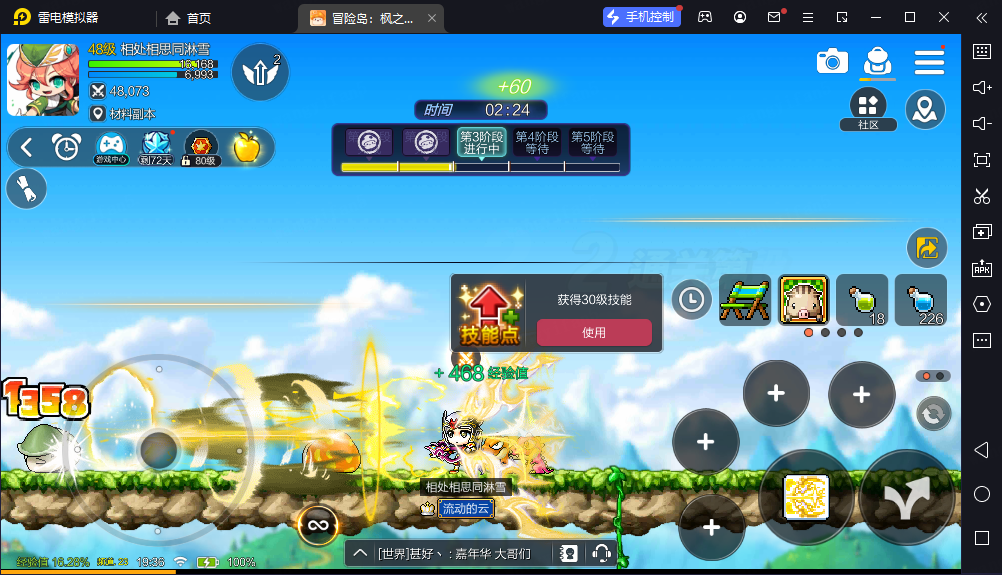 雷电模拟器
首页
冒险岛：枫之...
手机控制
48级 相处相思同淋雪
16,168
6,993
48,073
材料副本
2
+60
时间 02:24
第3阶段
进行中
第4阶段
等待
第5阶段
等待
社区
游戏中心
剩72天
80级
获得30级技能
技能点
使用
18
226
+ 468 经验值
1358
相处相思同淋雪
流动的云
[世界]甚好丶: 嘉年华 大哥们
经验值 16.28%
19:36
100%
APK